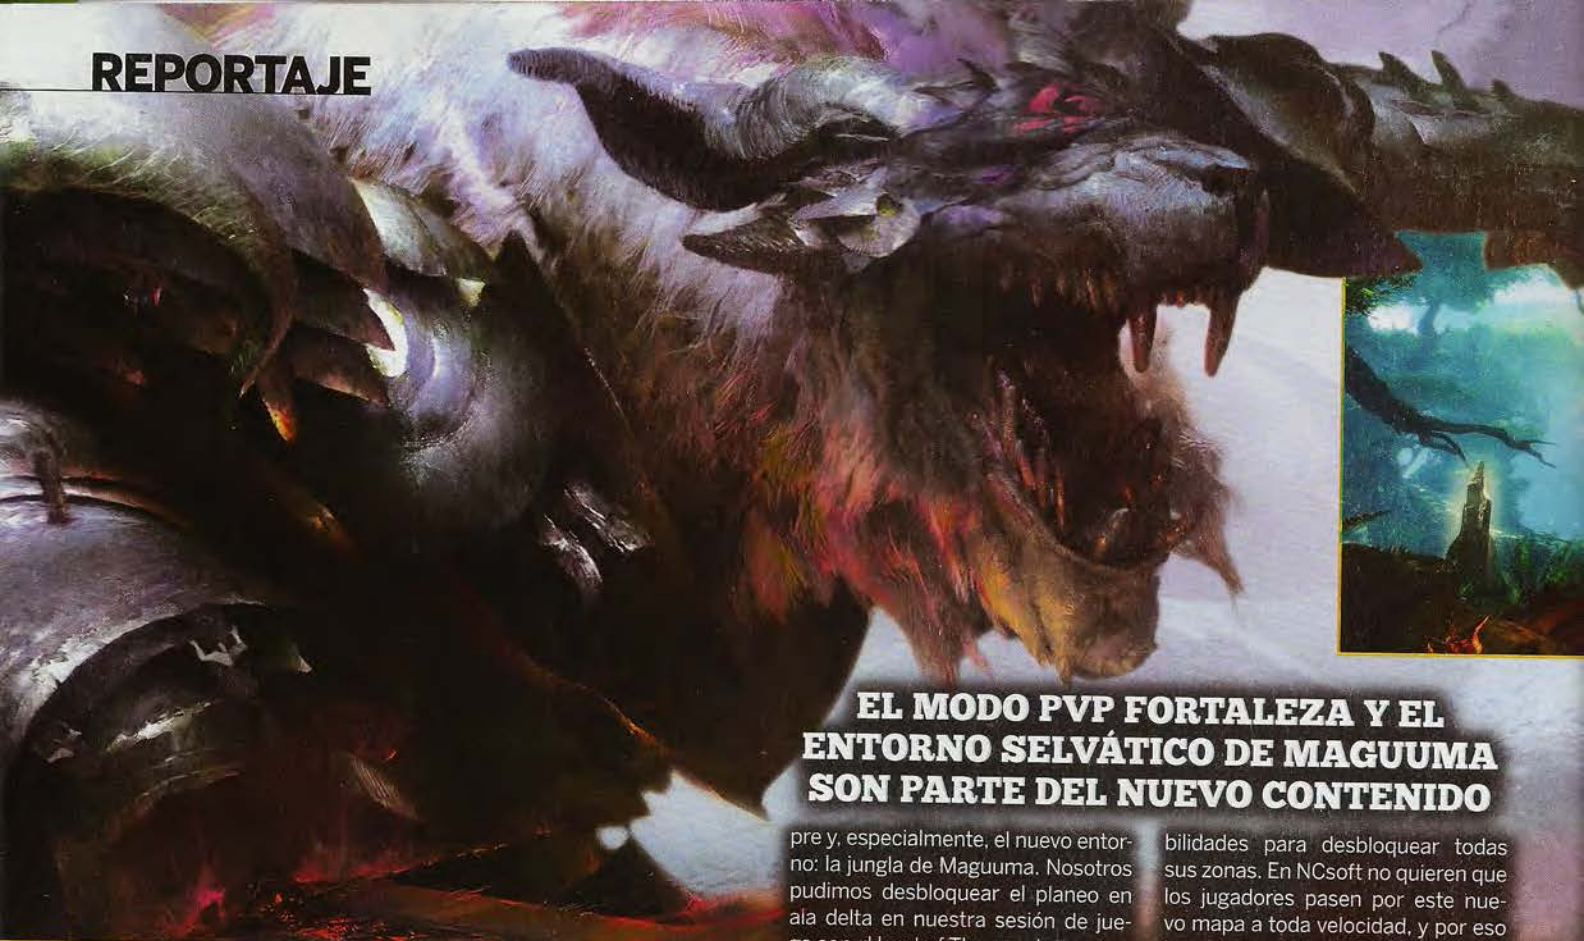 REPORTAJE
EL MODO PVP FORTALEZA Y EL
ENTORNO SELVÁTICO DE MAGUUMA
SON PARTE DEL NUEVO CONTENIDO
pre y, especialmente, el nuevo entor-
no: la jungla de Maguuma. Nosotros
pudimos desbloquear el planeo en
ala delta en nuestra sesión de jue-
bilidades para desbloquear todas
sus zonas. En NCsoft no quieren que
los jugadores pasen por este nue-
vo mapa a toda velocidad, y por eso